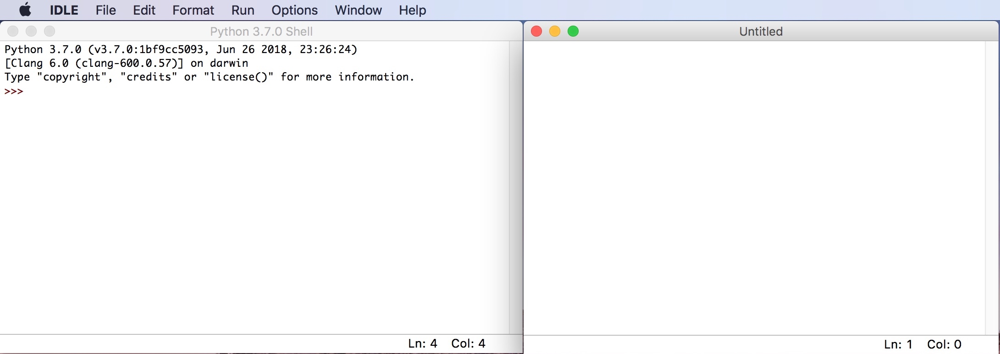 IDLE File Edit Format Run Options Window Help
Python 3.7.0 Shell
Python 3.7.0 (v3.7.0:1bf9cc5093, Jun 26 2018, 23:26:24)
[Clang 6.0 (clang-600.0.57)] on darwin
Type "copyright", "credits" or "license()" for more information.
>>>
Ln: 4 Col: 4
Untitled
Ln: 1 Col: 0